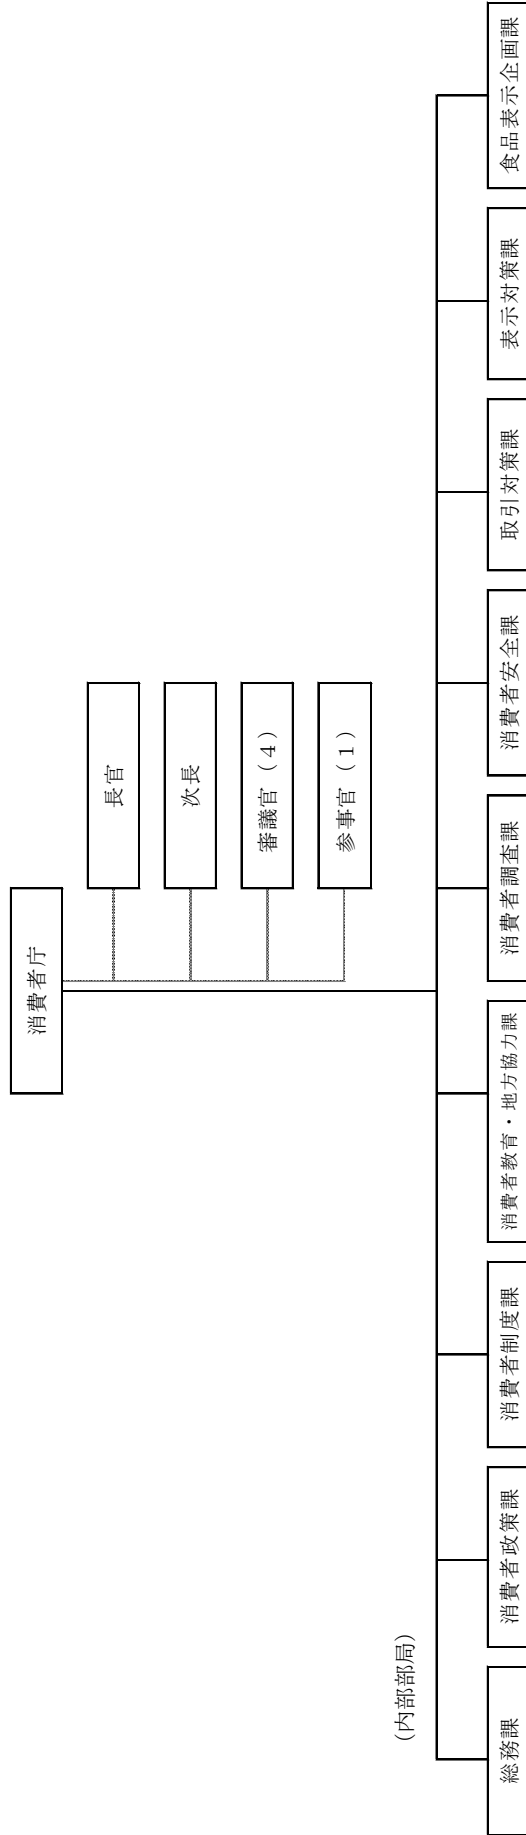 消費者庁
長官
次長
審議官（４）
参事官（１）
(内部部局)
総務課
消費者政策課
消費者制度課
消費者教育・地方協力課
消費者調査課
消費者安全課
取引対策課
表示対策課
食品表示企画課